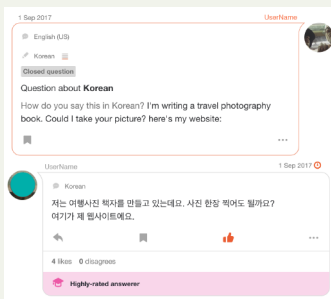 1 Sep 2017
UserName
English (US)
Korean
Closed question
Question about Korean
How do you say this in Korean? I'm writing a travel photography
book. Could I take your picture? here's my website:
UserName
1 Sep 2017
Korean
저는 여행사진 책자를 만들고 있는데요. 사진 한장 찍어도 될까요?
여기가 제 웹사이트에요.
4 likes 0 disagrees
Highly-rated answerer